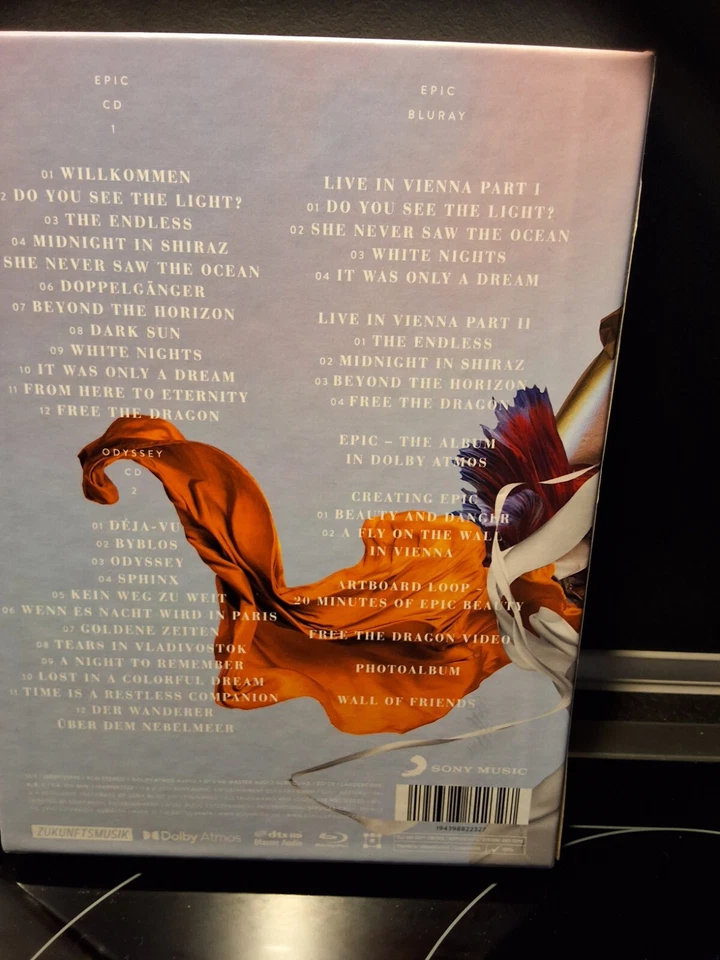 EPIC
CD
1
01 WILLKOMMEN
2 DO YOU SEE THE LIGHT?
03 THE ENDLESS
04 MIDNIGHT IN SHIRAZ
SHE NEVER SAW THE OCEAN
06 DOPPELGÄNGER
07 BEYOND THE HORIZON
08 DARK SUN
09 WHITE NIGHTS
10 IT WAS ONLY A DREAM
11 FROM HERE TO ETERNITY
12 FREE THE DRAGON
ODYSSEY
CD
2
01 DÉJA-VU
02 BYBLOS
03 ODYSSEY
04 SPHINX
05 KEIN WEG ZU WEIT
06 WENN ES NACHT WIRD IN PARIS
07 GOLDENE ZEITEN
08 TEARS IN VLADIVOSTOK
09 A NIGHT TO REMEMBER
10 LOST IN A COLORFUL DREAM
11 TIME IS A RESTLESS COMPANION
12 DER WANDERER
ÜBER DEM NEBELMEER
EPIC
BLURAY
LIVE IN VIENNA PART I
01 DO YOU SEE THE LIGHT?
02 SHE NEVER SAW THE OCEAN
03 WHITE NIGHTS
04 IT WAS ONLY A DREAM
LIVE IN VIENNA PART II
01 THE ENDLESS
02 MIDNIGHT IN SHIRAZ
03 BEYOND THE HORIZON
04 FREE THE DRAGON
EPIC – THE ALBUM
IN DOLBY ATMOS
CREATING EPIC
01 BEAUTY AND DANGER
02 A FLY ON THE WALL
IN VIENNA
ARTBOARD LOOP -
20 MINUTES OF EPIC BEAUTY
FREE THE DRAGON VIDEO
PHOTOALBUM
WALL OF FRIENDS
SONY MUSIC
194398822327
ZUKUNFTSMUSIK
Dolby Atmos
dts HD
Master Audio